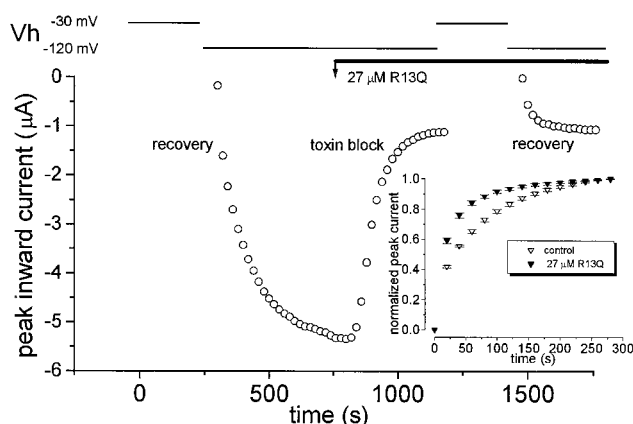 Vh
-30 mV
-120 mV
27 μM R13Q
0
-1
-2
-3
-4
-5
-6
peak inward current (μA)
recovery
toxin block
recovery
0
500
1000
1500
time (s)
1.0
0.8
0.6
0.4
0.2
0.0
normalized peak current
control
27 μM R13Q
0
50
100
150
200
250
300
time (s)